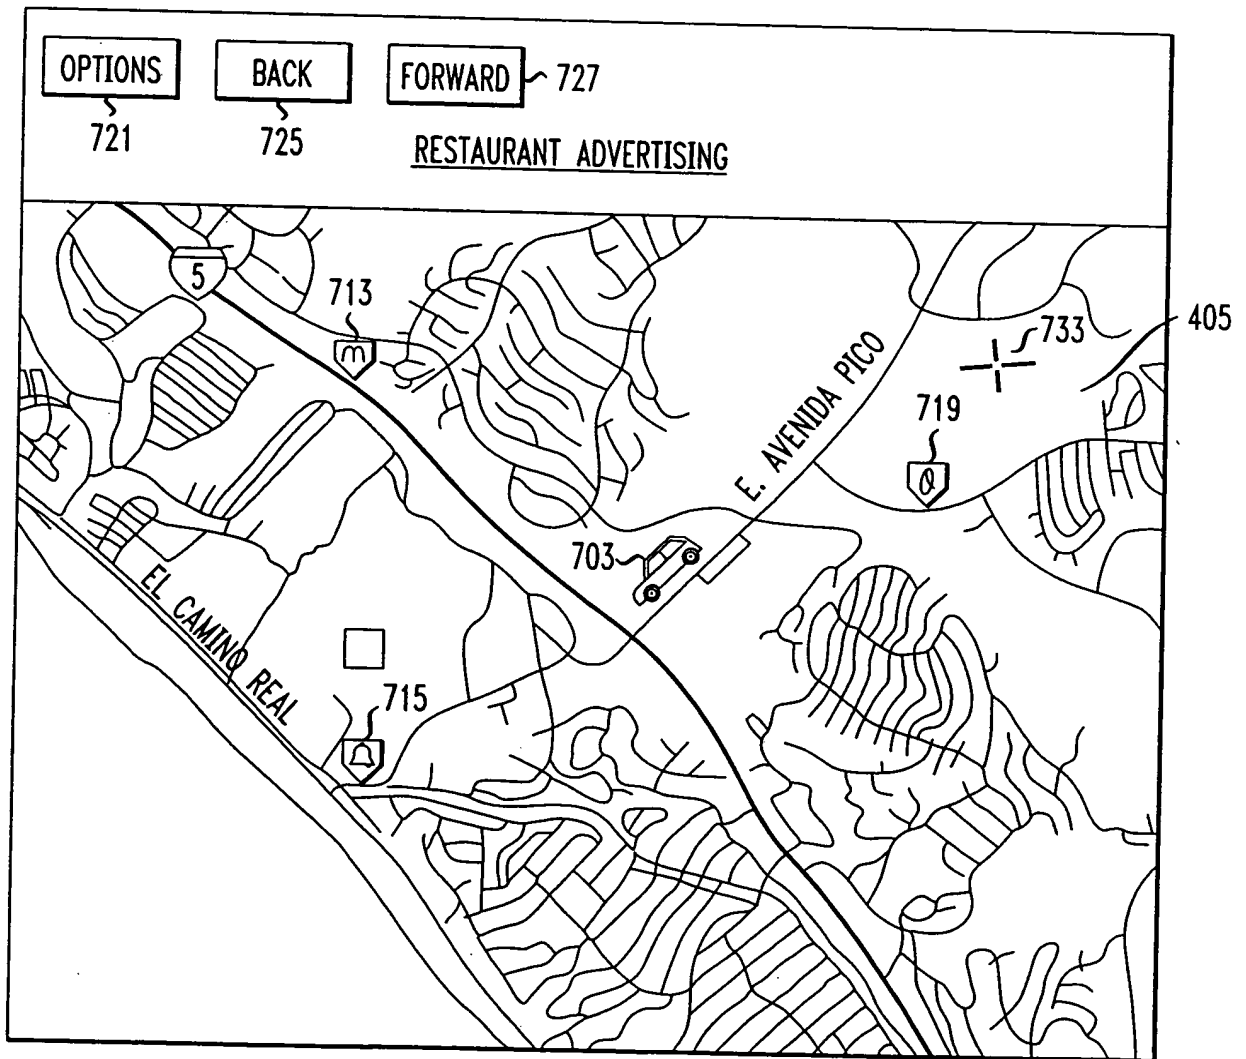 OPTIONS
BACK
FORWARD
727
721
725
RESTAURANT ADVERTISING
5
713
m
733
405
E. AVENIDA PICO
719
703
EL CAMINO REAL
715